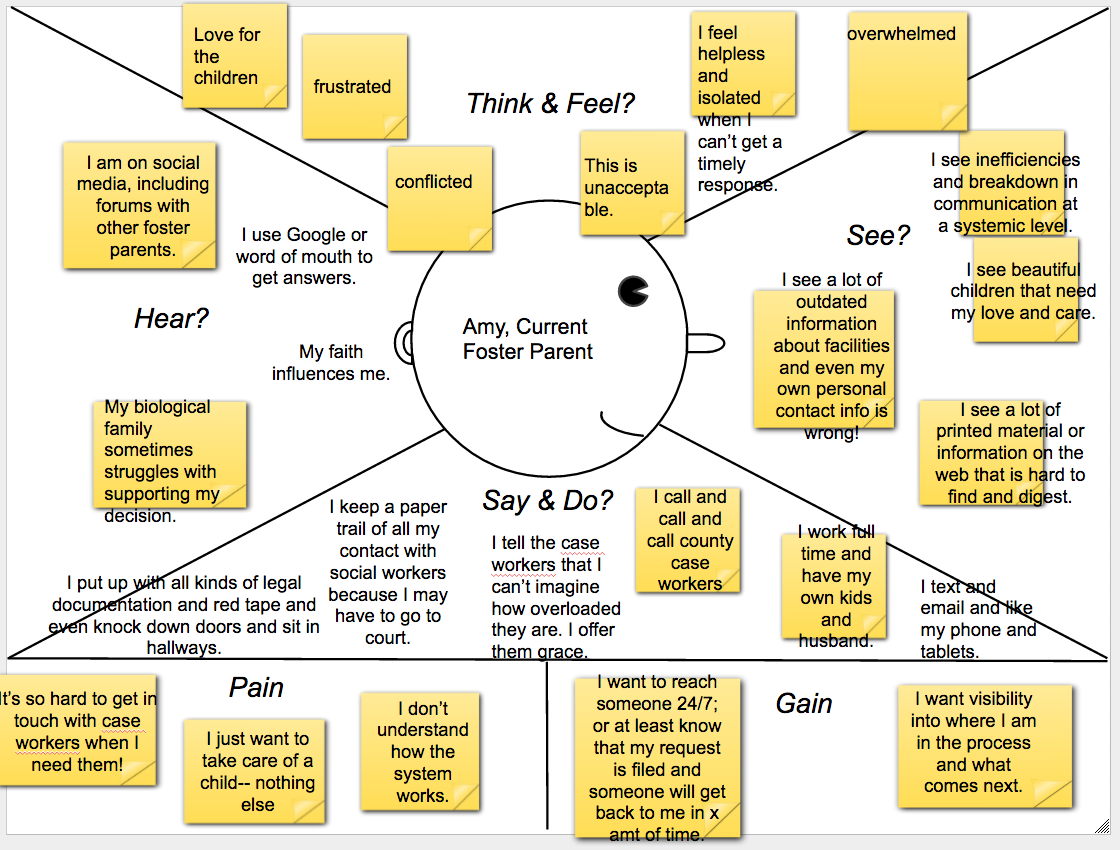 Love for
the
children
frustrated
Think & Feel?
I feel
helpless
and
isolated
when I
can't get a
timely
response.
overwhelmed
conflicted
This is
unaccepta
ble.
I am on social
media, including
forums with
other foster
parents.
I use Google or
word of mouth to
get answers.
Hear?
My faith
influences me.
My biological
family
sometimes
struggles with
supporting my
decision.
Amy, Current
Foster Parent
See?
I see inefficiencies
and breakdown in
communication at
a systemic level.
I see beautiful
children that need
my love and care.
I see a lot of
outdated
information
about facilities
and even my
own personal
contact info is
wrong!
I see a lot of
printed material or
information on the
web that is hard to
find and digest.
Say & Do?
I put up with all kinds of legal
documentation and red tape and
even knock down doors and sit in
hallways.
I keep a paper
trail of all my
contact with
social workers
because I may
have to go to
court.
I tell the case
workers that I
can't imagine
how overloaded
they are. I offer
them grace.
I call and
call and
call county
case
workers
I work full
time and
have my
own kids
and
husband.
I text and
email and like
my phone and
tablets.
Pain
It's so hard to get in
touch with case
workers when I
need them!
I just want to
take care of a
child-- nothing
else
I don't
understand
how the
system
works.
Gain
I want to reach
someone 24/7;
or at least know
that my request
is filed and
someone will get
back to me in x
amt of time.
I want visibility
into where I am
in the process
and what
comes next.